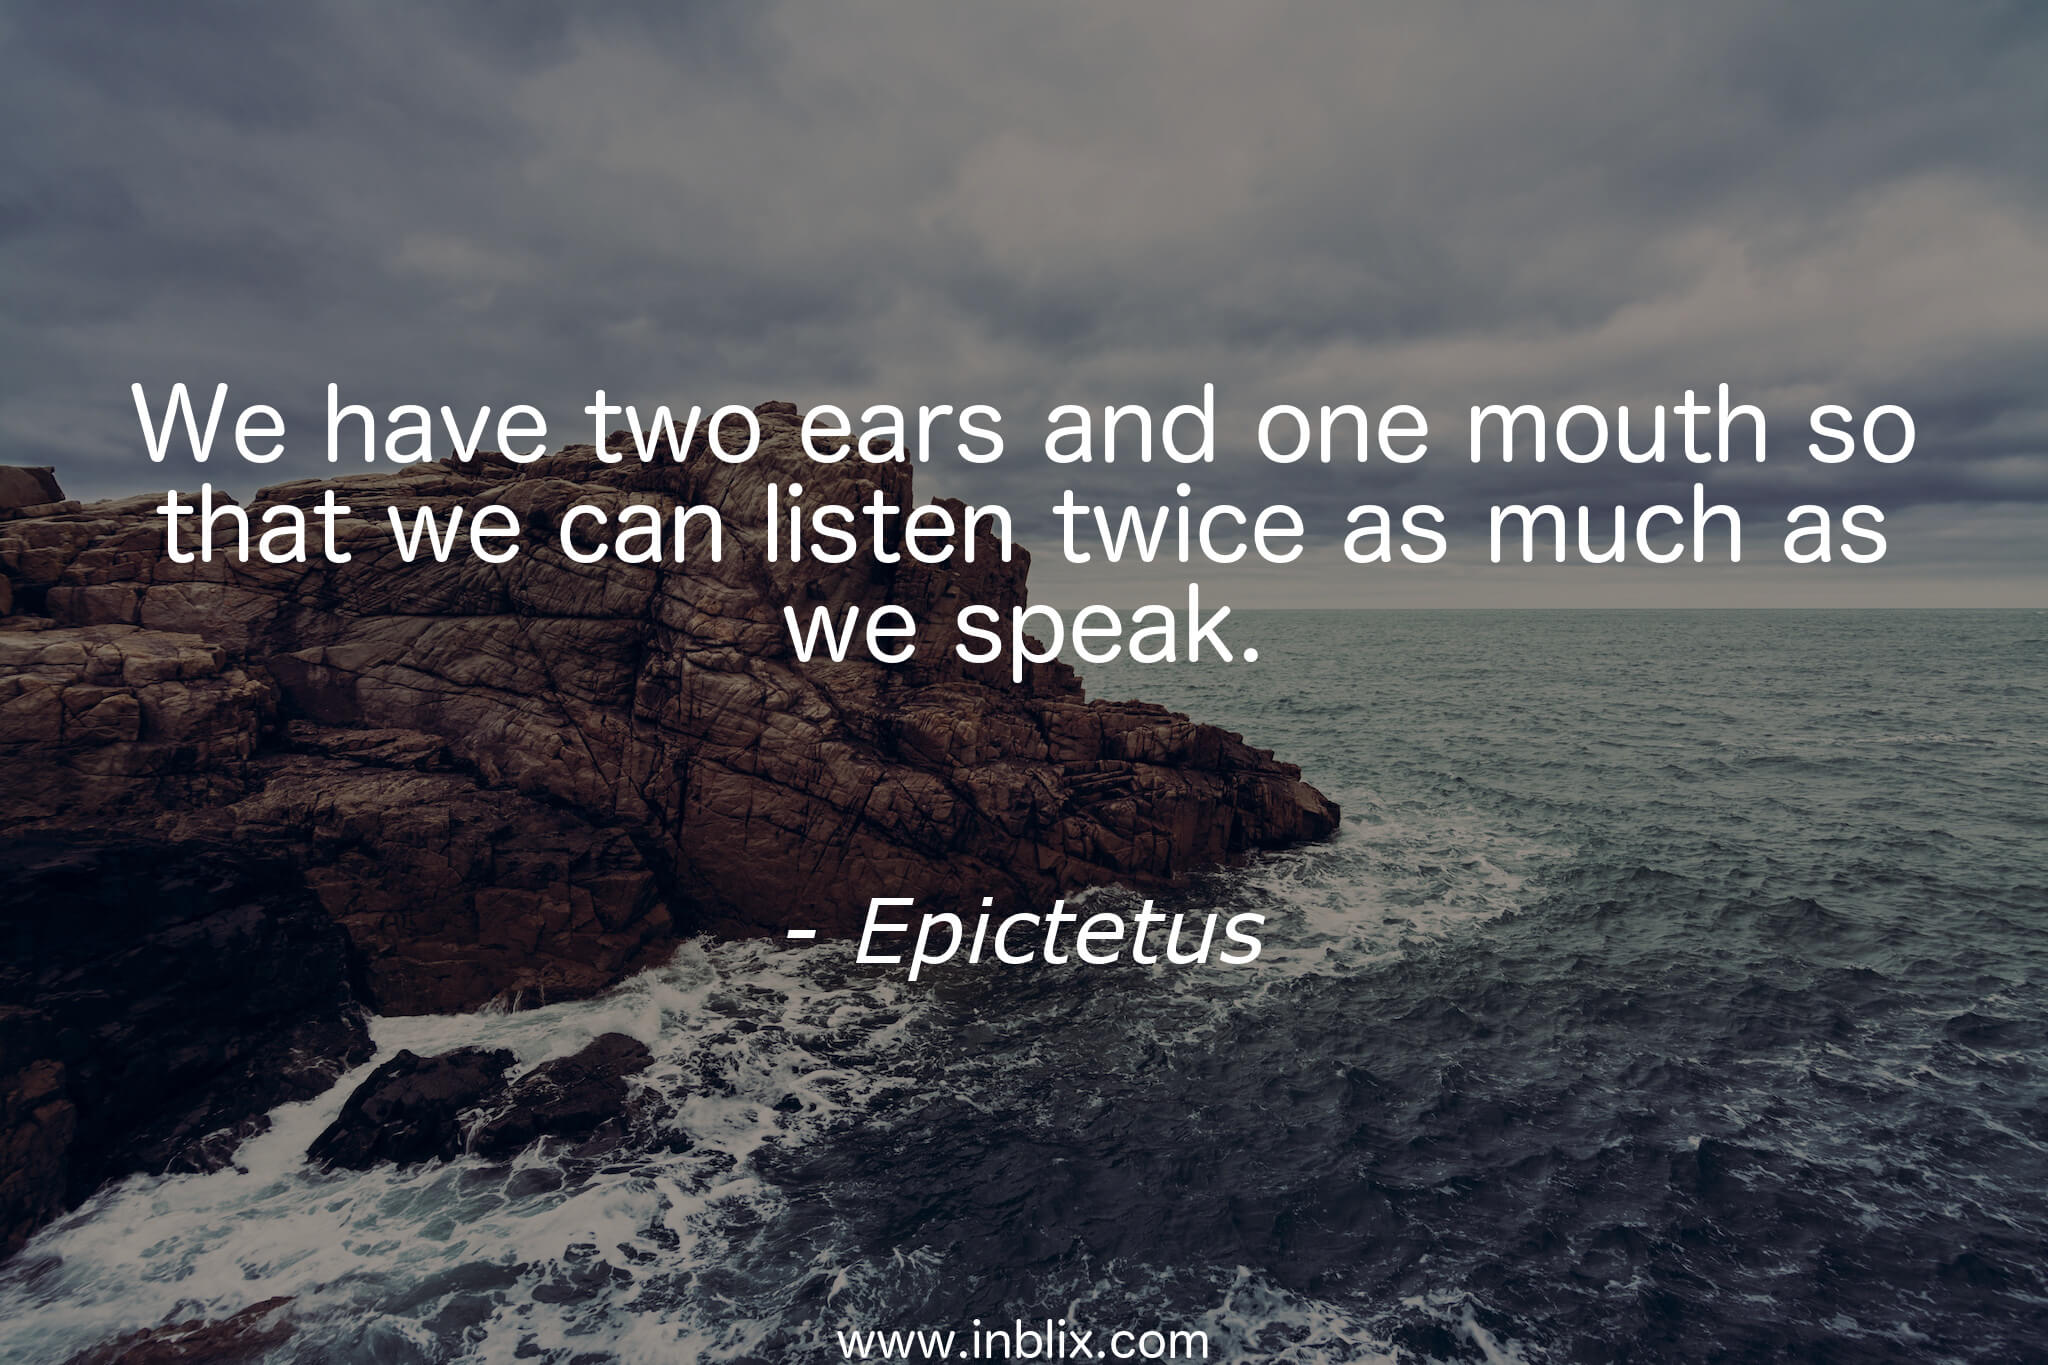 We have two ears and one mouth so
that we can listen twice as much as
we speak.
- Epictetus
www.inblix.com